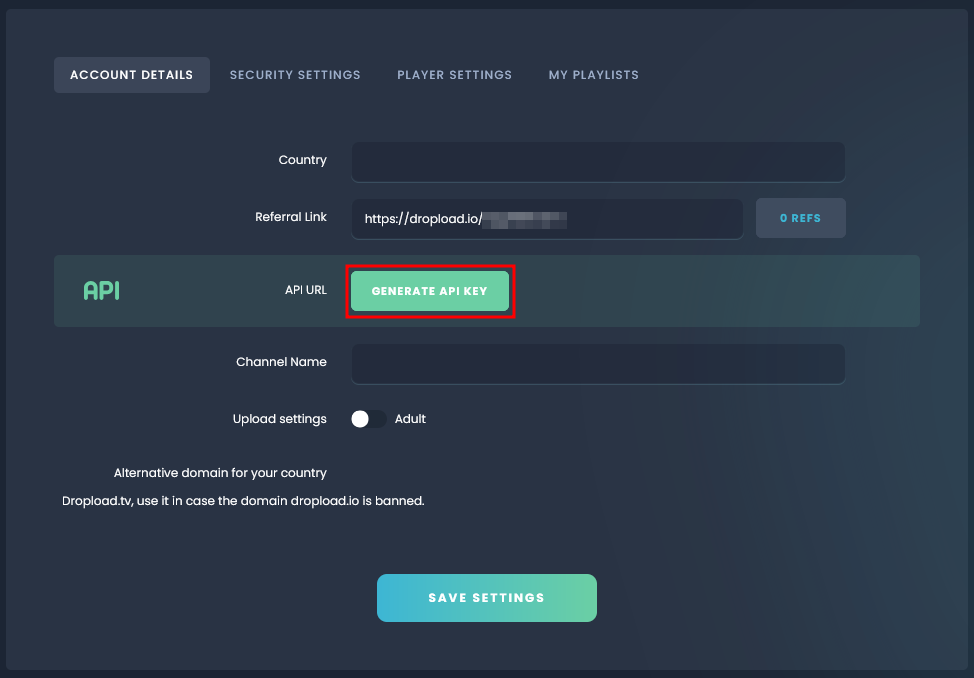 ACCOUNT DETAILS SECURITY SETTINGS PLAYER SETTINGS MY PLAYLISTS
Country
Referral Link https://dropload.io/ 0 REFS
API API URL GENERATE API KEY
Channel Name
Upload settings Adult
Alternative domain for your country
Dropload.tv, use it in case the domain dropload.io is banned.
SAVE SETTINGS